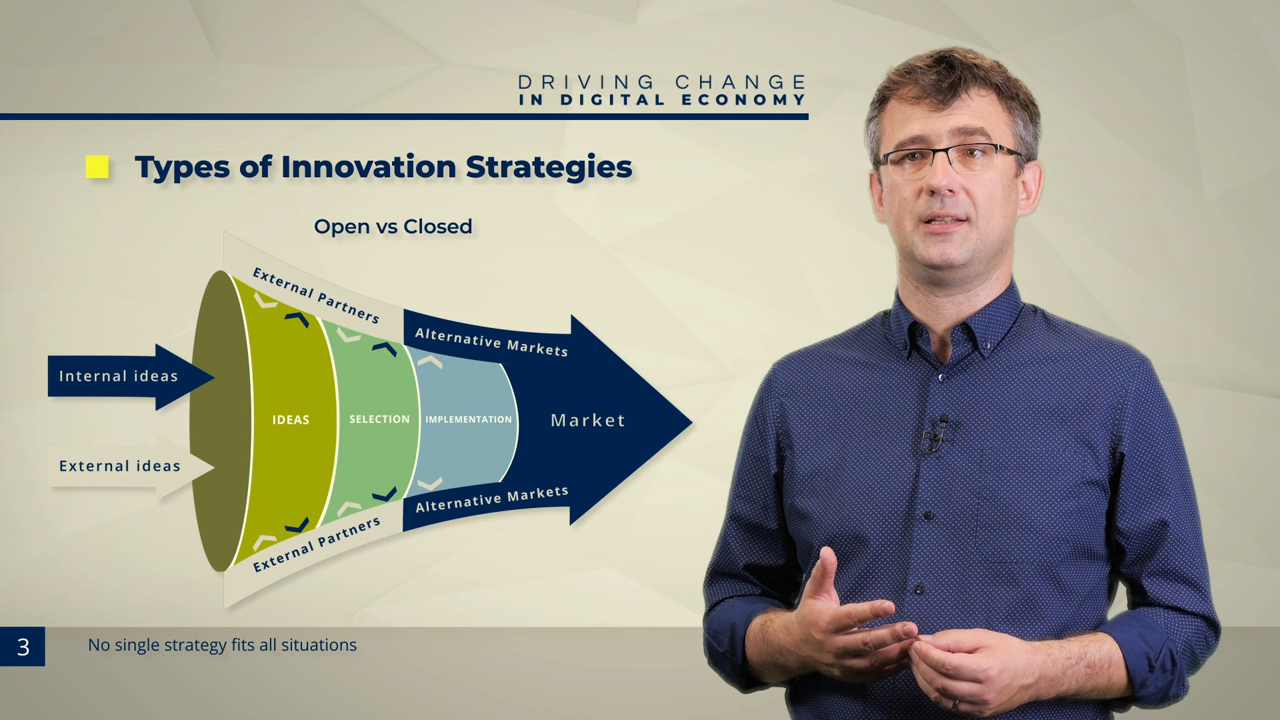 DRIVING CHANGE
IN DIGITAL ECONOMY
Types of Innovation Strategies
Open vs Closed
External Partners
Alternative Markets
Internal ideas
IDEAS
SELECTION
IMPLEMENTATION
Market
External ideas
Alternative Markets
External Partners
3
No single strategy fits all situations